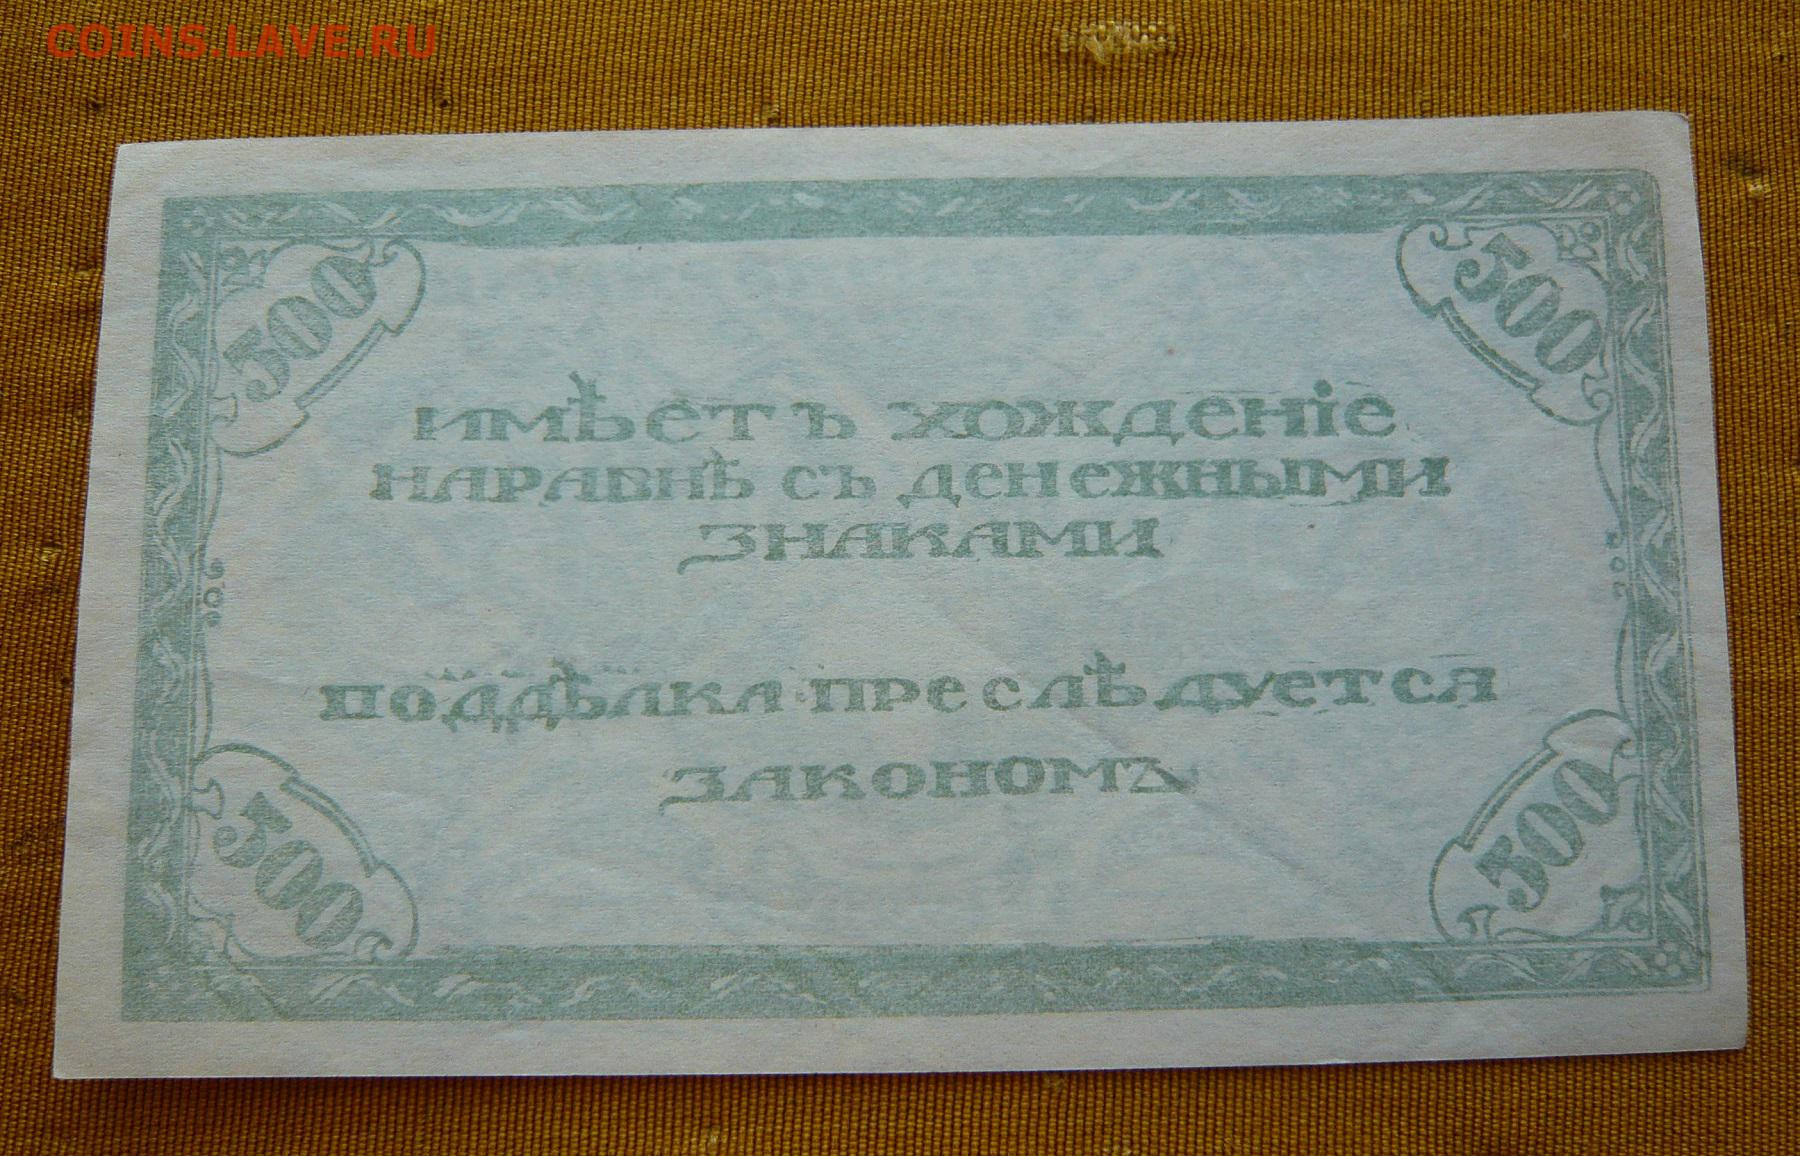 COINS.LAVE.RU
500
500
имѣетъ хожденіе
наравнѣ съ денежными
знаками
поддѣлка преслѣдуется
закономъ
500
500